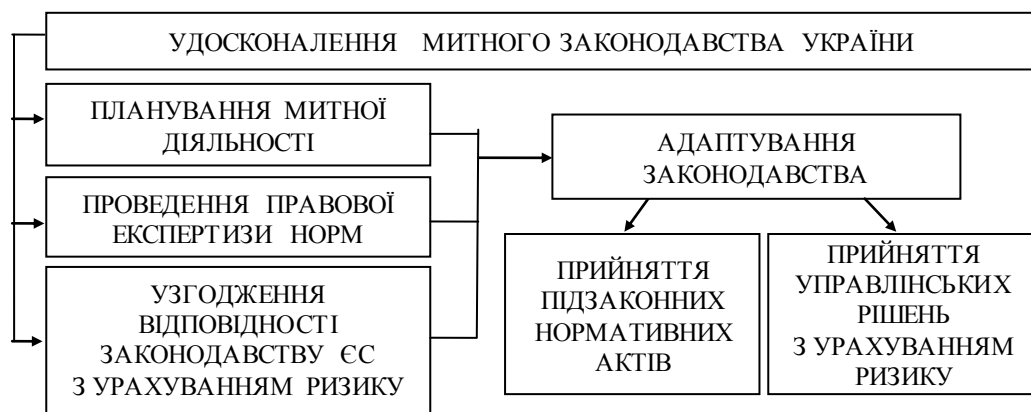 УДОСКОНАЛЕННЯ МИТНОГО ЗАКОНОДАВСТВА УКРАЇНИ
ПЛАНУВАННЯ МИТНОЇ
ДІЯЛЬНОСТІ
ПРОВЕДЕННЯ ПРАВОВОЇ
ЕКСПЕРТИЗИ НОРМ
УЗГОДЖЕННЯ
ВІДПОВІДНОСТІ
ЗАКОНОДАВСТВУ ЄС
З УРАХУВАННЯМ РИЗИКУ
АДАПТУВАННЯ
ЗАКОНОДАВСТВА
ПРИЙНЯТТЯ
ПІДЗАКОННИХ
НОРМАТИВНИХ
АКТІВ
ПРИЙНЯТТЯ
УПРАВЛІНСЬКИХ
РІШЕНЬ
З УРАХУВАННЯМ
РИЗИКУ